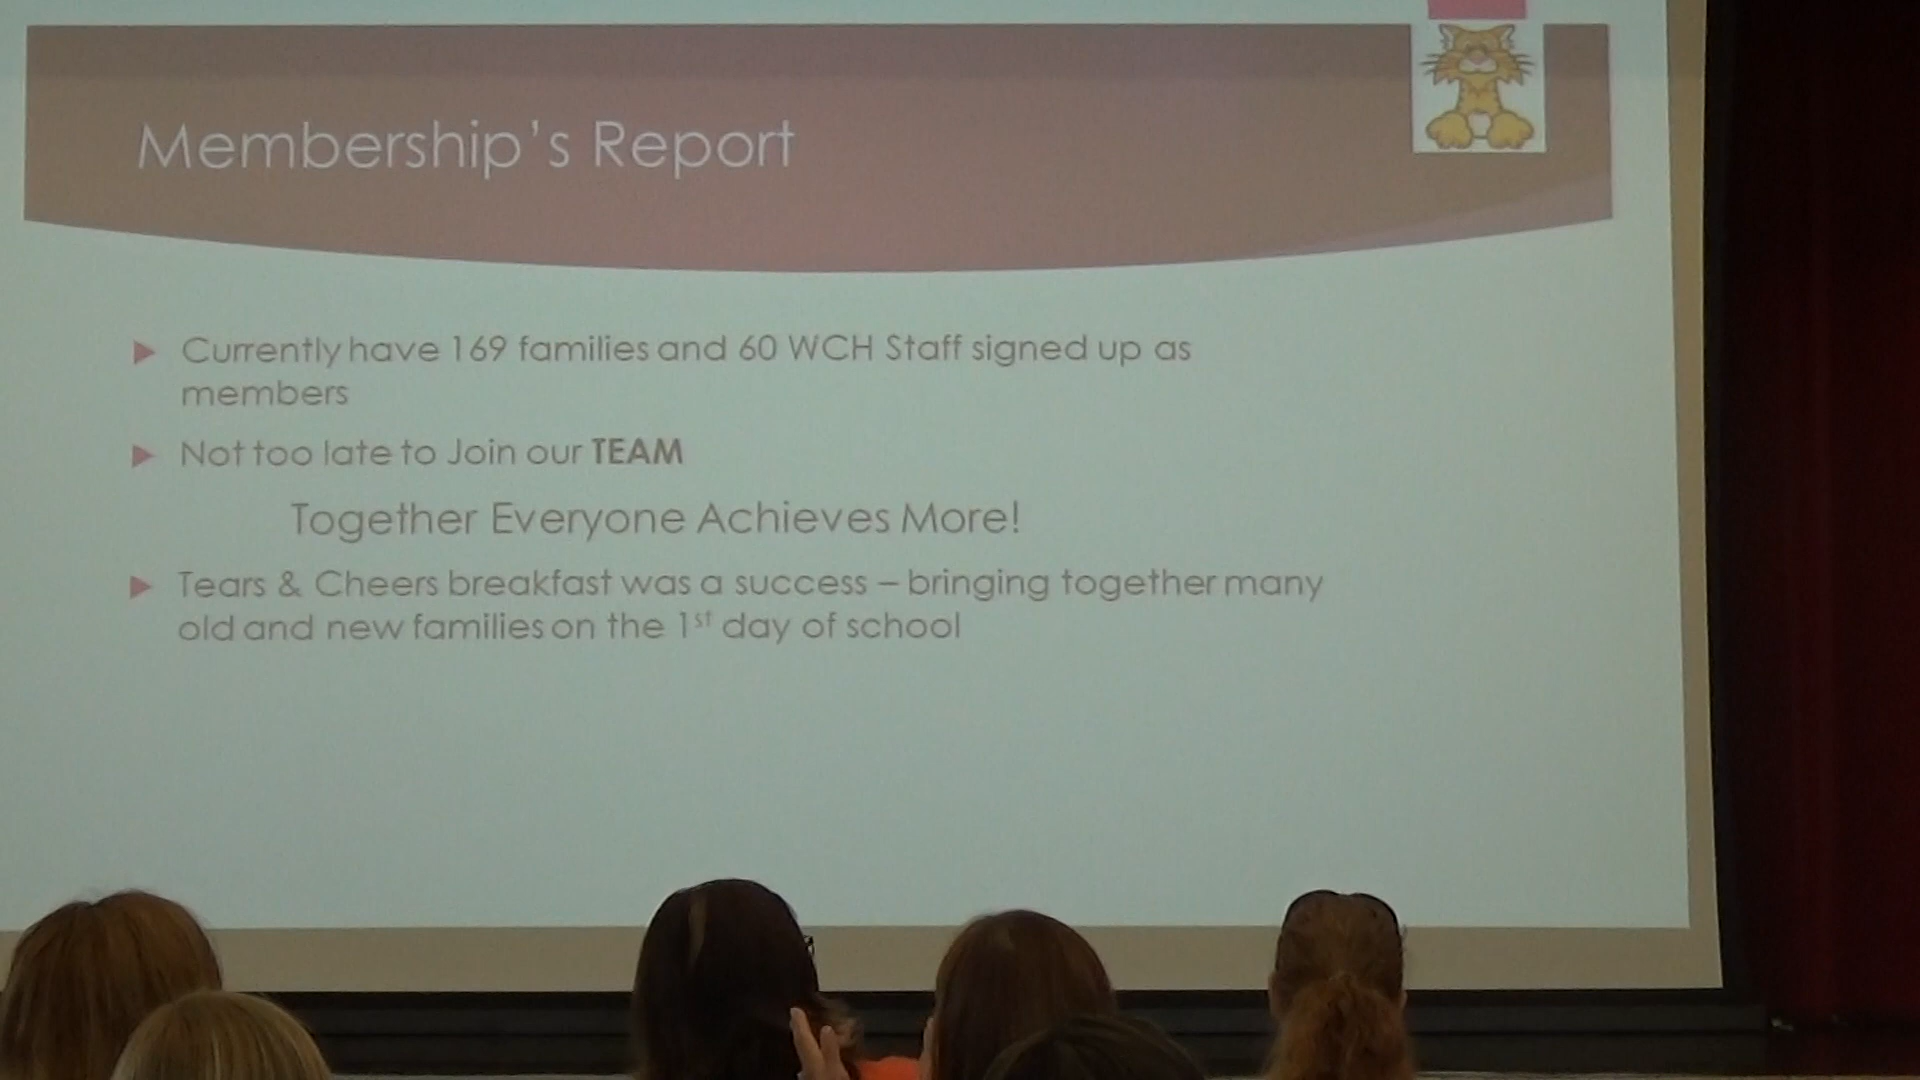 Membership's Report
Currently have 169 families and 60 WCH Staff signed up as
members
Not too late to Join our TEAM
Together Everyone Achieves More!
Tears & Cheers breakfast was a success – bringing together many
old and new families on the 1st day of school